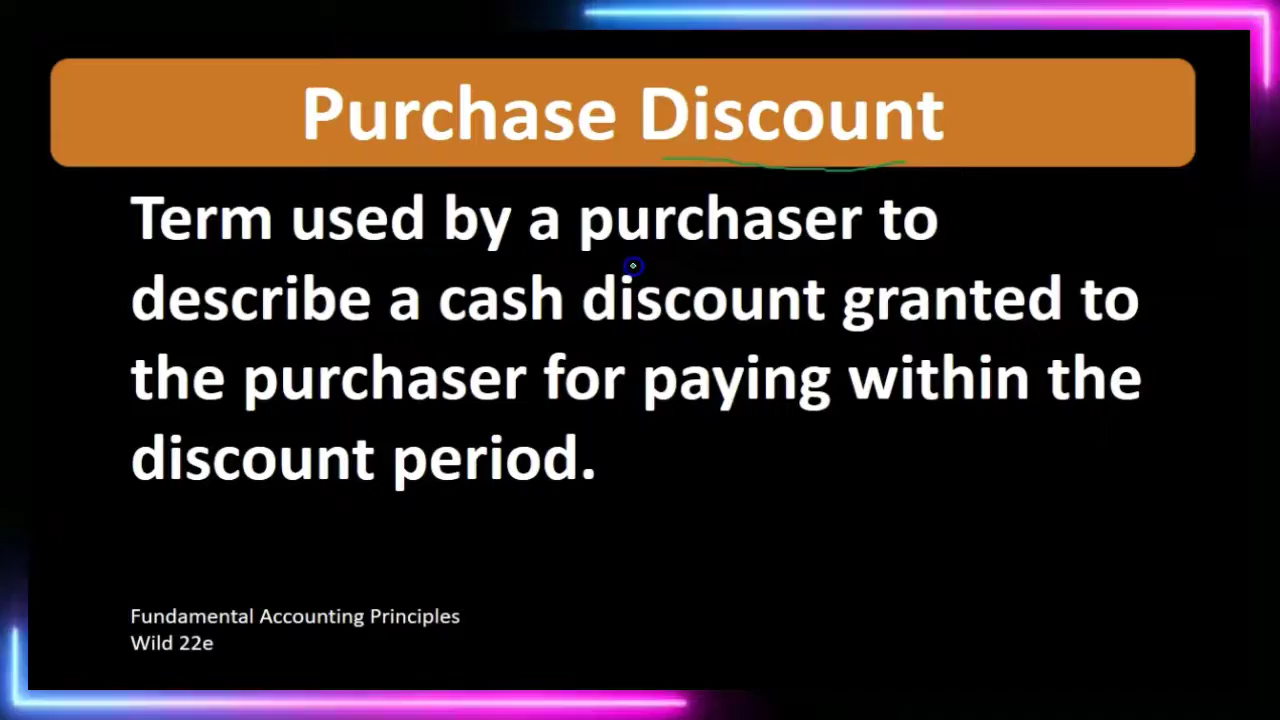 Purchase Discount
Term used by a purchaser to
describe a cash discount granted to
the purchaser for paying within the
discount period.
Fundamental Accounting Principles
Wild 22e